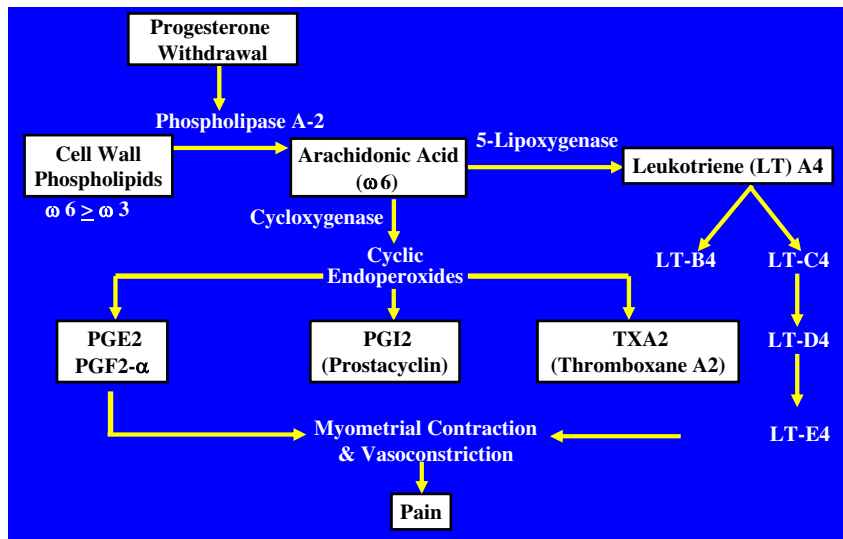 Progesterone
Withdrawal
Phospholipase A-2
5-Lipoxygenase
Cell Wall
Phospholipids
Arachidonic Acid
(ω6)
Leukotriene (LT) A4
ω 6 ≥ ω 3
Cycloxygenase
Cyclic
Endoperoxides
LT-B4
LT-C4
PGE2
PGF2-α
PGI2
(Prostacyclin)
TXA2
(Thromboxane A2)
LT-D4
Myometrial Contraction
& Vasoconstriction
LT-E4
Pain